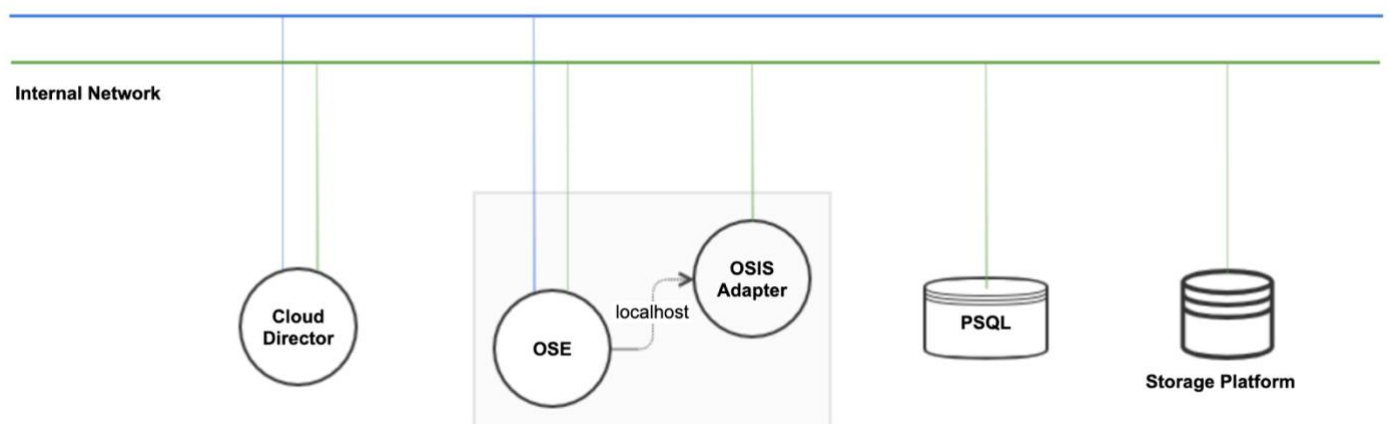 Internal Network
OSIS
Adapter
localhost
Cloud
Director
OSE
PSQL
Storage Platform